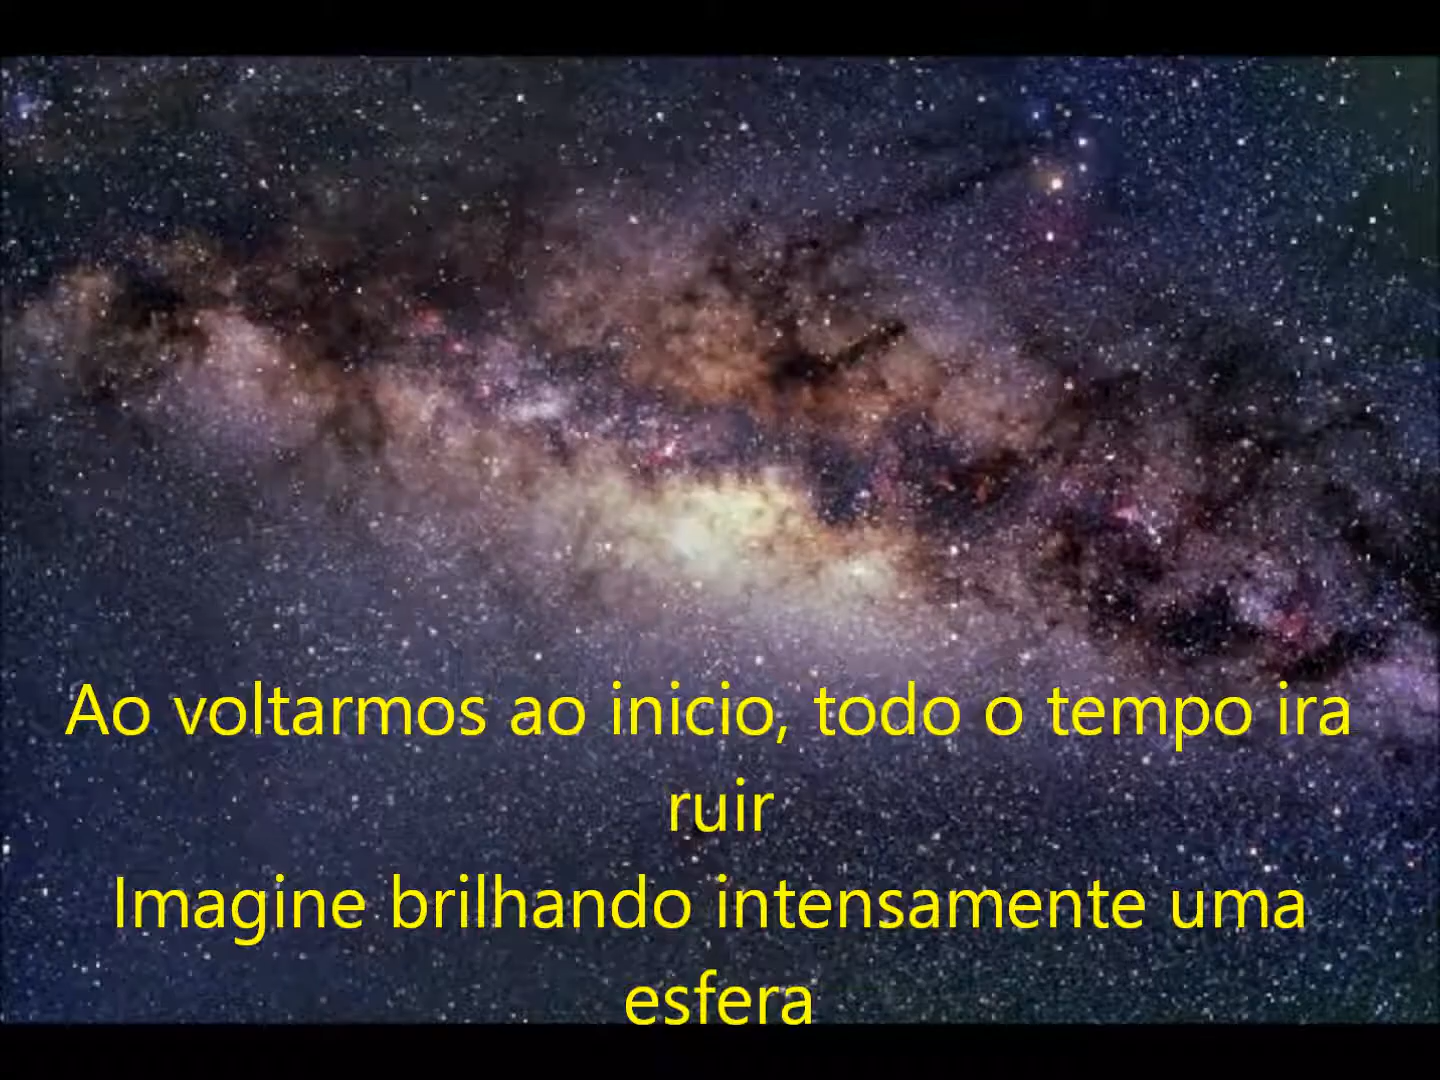 Ao voltarmos ao inicio, todo o tempo ira
ruir
Imagine brilhando intensamente uma
esfera